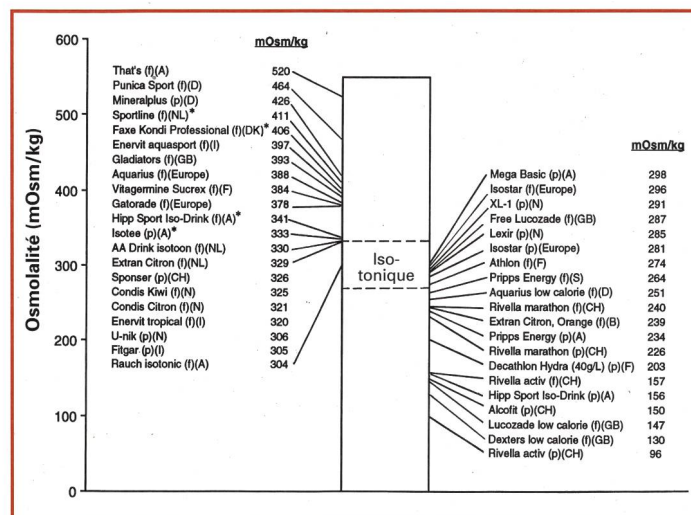 600
500
400
300
200
100
0
Osmolalité (mOsm/kg)
mOsm/kg
That's (f)(A) 520
Punica Sport (f)(D) 464
Mineralplus (p)(D) 426
Sportline (f)(NL)* 411
Faxe Kondi Professional (f)(DK)* 406
Enervit aquasport (f)(I) 397
Gladiators (f)(GB) 393
Aquarius (f)(Europe) 388
Vitagermine Sucrex (f)(F) 384
Gatorade (f)(Europe) 378
Hipp Sport Iso-Drink (f)(A)* 341
Isotee (p)(A)* 333
AA Drink isotoon (f)(NL) 330
Extran Citron (f)(NL) 329
Sponser (p)(CH) 326
Condis Kiwi (f)(N) 325
Condis Citron (f)(N) 321
Enervit tropical (f)(I) 320
U-nik (p)(N) 306
Fitgar (p)(I) 305
Rauch isotonic (f)(A) 304
Iso-
tonique
mOsm/kg
Mega Basic (p)(A) 298
Isostar (f)(Europe) 296
XL-1 (p)(N) 291
Free Lucozade (f)(GB) 287
Lexir (p)(N) 285
Isostar (p)(Europe) 281
Athlon (f)(F) 274
Pripps Energy (f)(S) 264
Aquarius low calorie (f)(D) 251
Rivella marathon (f)(CH) 240
Extran Citron, Orange (f)(B) 239
Pripps Energy (p)(A) 234
Rivella marathon (p)(CH) 226
Decathlon Hydra (40g/L) (p)(F) 203
Rivella activ (f)(CH) 157
Hipp Sport Iso-Drink (p)(A) 156
Alcofit (p)(CH) 150
Lucozade low calorie (f)(GB) 147
Dexters low calorie (f)(GB) 130
Rivella activ (p)(CH) 96